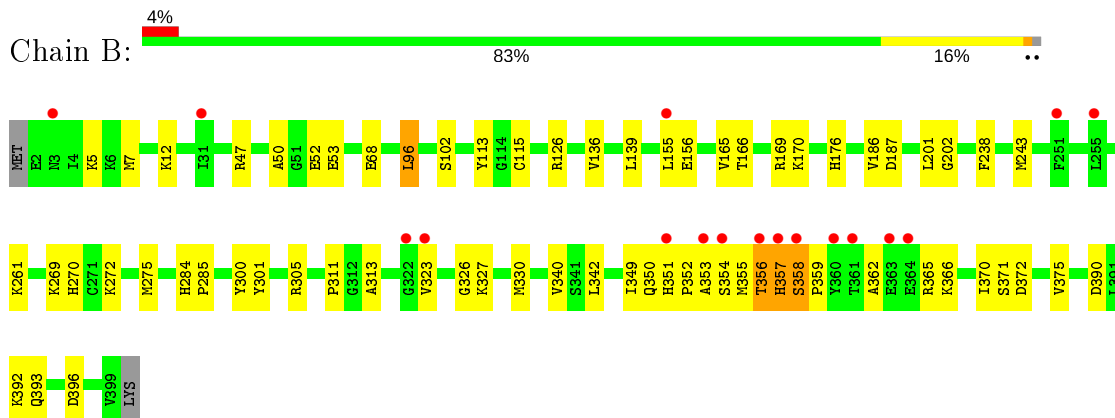 4%
Chain B:
83% 16% ••
MET E2 N3 I4 K5 K6 M7 K12 I31 R47 A50 G51 E52 E53 E68 L96 S102 Y113 G114 C115 R126 V136 L139 L155 E156 V165 T166 R169 K170 H176 V186 D187 L201 G202 F238 M243 F251 L255
K261 K269 H270 C271 K272 M275 H284 P285 Y300 Y301 R305 P311 G312 A313 G322 V323 G326 K327 M330 V340 S341 L342 I349 Q350 H351 P352 A353 S354 M355 T356 H357 S358 P359 Y360 T361 A362 E363 E364 R365 K366 I370 S371 D372 V375 D390 L391
K392 Q393 D396 V399 LYS